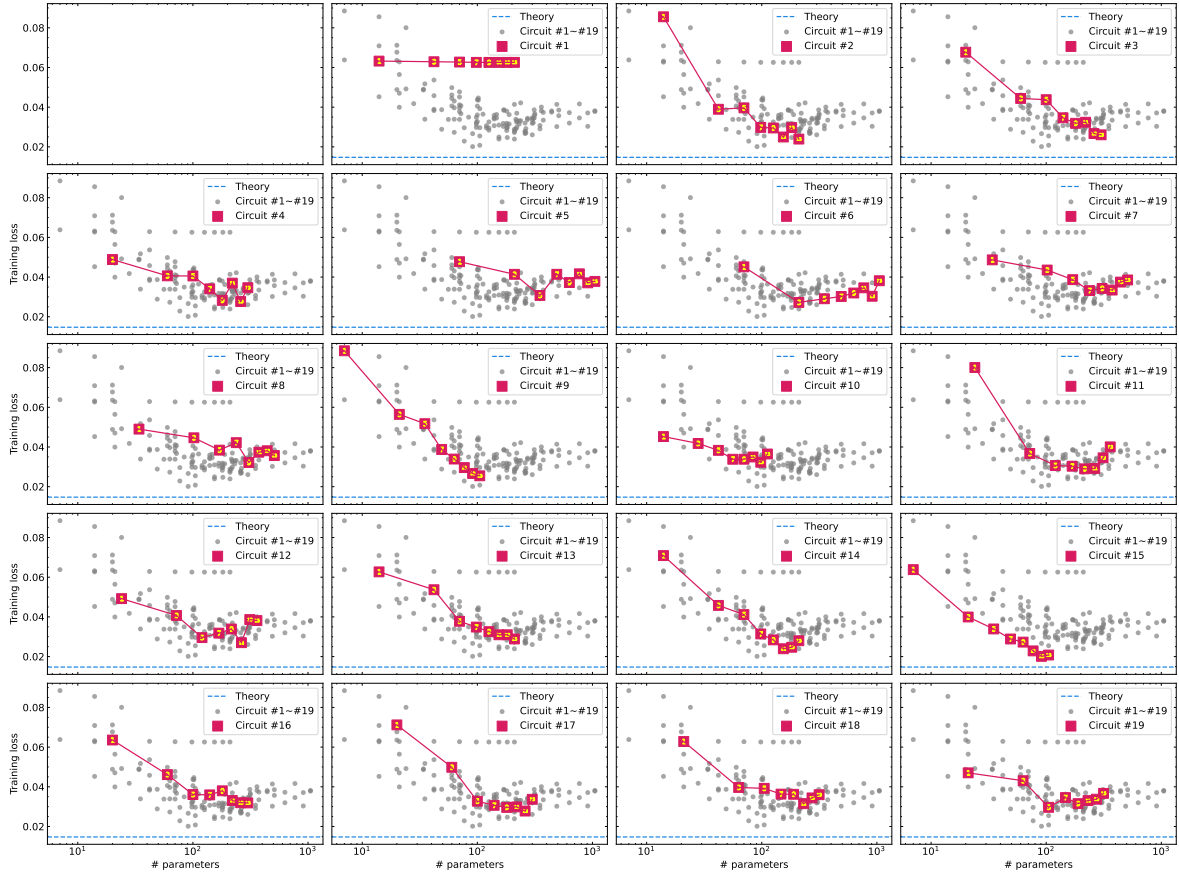 0.08
0.06
0.04
0.02
Theory
Circuit #1~#19
Circuit #1
Theory
Circuit #1~#19
Circuit #2
Theory
Circuit #1~#19
Circuit #3
Training loss
0.08
0.06
0.04
0.02
Theory
Circuit #1~#19
Circuit #4
Theory
Circuit #1~#19
Circuit #5
Theory
Circuit #1~#19
Circuit #6
Theory
Circuit #1~#19
Circuit #7
Training loss
0.08
0.06
0.04
0.02
Theory
Circuit #1~#19
Circuit #8
Theory
Circuit #1~#19
Circuit #9
Theory
Circuit #1~#19
Circuit #10
Theory
Circuit #1~#19
Circuit #11
Training loss
0.08
0.06
0.04
0.02
Theory
Circuit #1~#19
Circuit #12
Theory
Circuit #1~#19
Circuit #13
Theory
Circuit #1~#19
Circuit #14
Theory
Circuit #1~#19
Circuit #15
Training loss
0.08
0.06
0.04
0.02
Theory
Circuit #1~#19
Circuit #16
Theory
Circuit #1~#19
Circuit #17
Theory
Circuit #1~#19
Circuit #18
Theory
Circuit #1~#19
Circuit #19
10¹ 10² 10³
# parameters
10¹ 10² 10³
# parameters
10¹ 10² 10³
# parameters
10¹ 10² 10³
# parameters